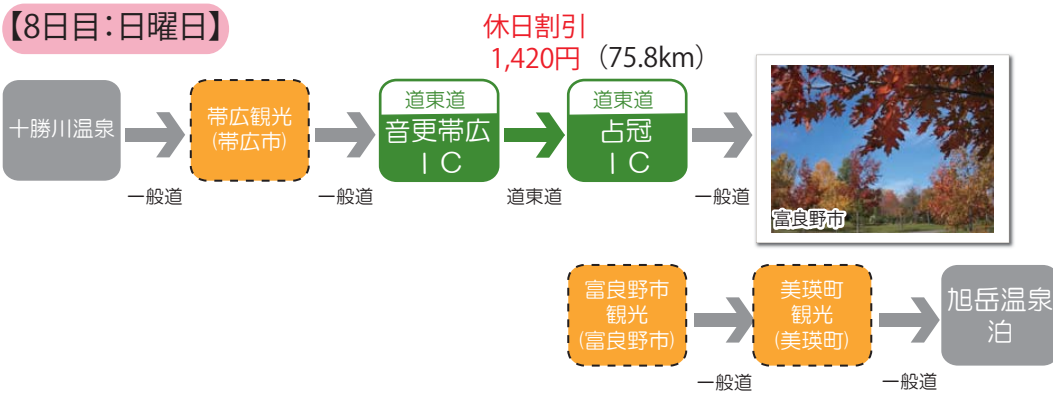 【8日目：日曜日】
休日割引
1,420円（75.8km）
十勝川温泉
一般道
帯広観光
(帯広市)
一般道
道東道
音更帯広
ＩＣ
道東道
道東道
占冠
ＩＣ
一般道
富良野市
富良野市
観光
(富良野市)
一般道
美瑛町
観光
(美瑛町)
一般道
旭岳温泉
泊